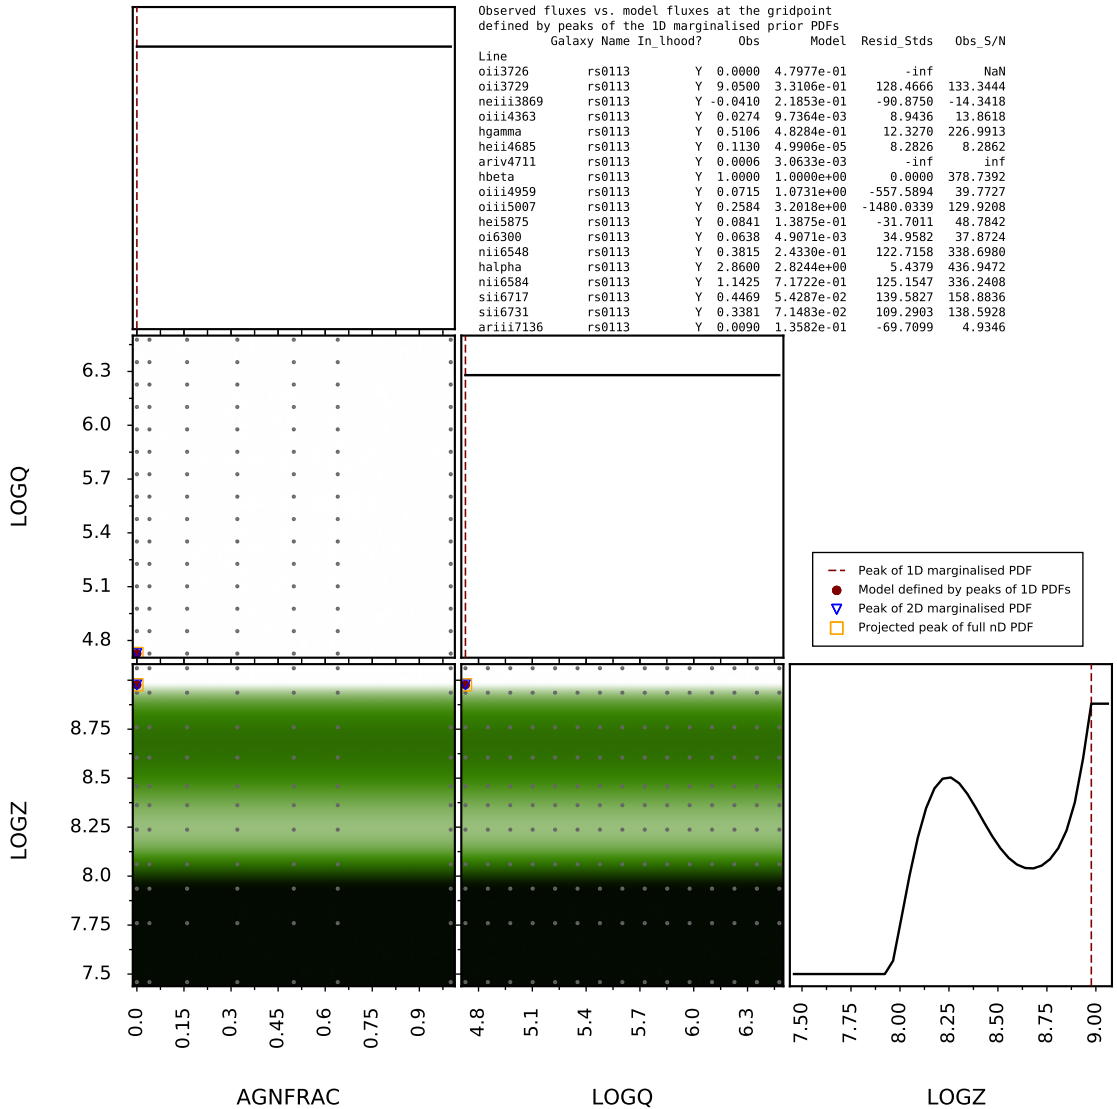 Observed fluxes vs. model fluxes at the gridpoint
defined by peaks of the 1D marginalised prior PDFs
Galaxy Name In_lhood? Obs Model Resid_Stds Obs_S/N
Line
oii3726 rs0113 Y 0.0000 4.7977e-01 -inf NaN
oii3729 rs0113 Y 9.0500 3.3106e-01 128.4666 133.3444
neiii3869 rs0113 Y -0.0410 2.1853e-01 -90.8750 -14.3418
oiii4363 rs0113 Y 0.0274 9.7364e-03 8.9436 13.8618
hgamma rs0113 Y 0.5106 4.8284e-01 12.3270 226.9913
heii4685 rs0113 Y 0.1130 4.9906e-05 8.2826 8.2862
ariv4711 rs0113 Y 0.0006 3.0633e-03 -inf inf
hbeta rs0113 Y 1.0000 1.0000e+00 0.0000 378.7392
oiii4959 rs0113 Y 0.0715 1.0731e+00 -557.5894 39.7727
oiii5007 rs0113 Y 0.2584 3.2018e+00 -1480.0339 129.9208
hei5875 rs0113 Y 0.0841 1.3875e-01 -31.7011 48.7842
oi6300 rs0113 Y 0.0638 4.9071e-03 34.9582 37.8724
nii6548 rs0113 Y 0.3815 2.4330e-01 122.7158 338.6980
halpha rs0113 Y 2.8600 2.8244e+00 5.4379 436.9472
nii6584 rs0113 Y 1.1425 7.1722e-01 125.1547 336.2408
sii6717 rs0113 Y 0.4469 5.4287e-02 139.5827 158.8836
sii6731 rs0113 Y 0.3381 7.1483e-02 109.2903 138.5928
ariii7136 rs0113 Y 0.0090 1.3582e-01 -69.7099 4.9346
LOGQ
6.3
6.0
5.7
5.4
5.1
4.8
Peak of 1D marginalised PDF
Model defined by peaks of 1D PDFs
Peak of 2D marginalised PDF
Projected peak of full nD PDF
LOGZ
8.75
8.5
8.25
8.0
7.75
7.5
0.0 0.15 0.3 0.45 0.6 0.75 0.9
4.8 5.1 5.4 5.7 6.0 6.3
7.50 7.75 8.00 8.25 8.50 8.75 9.00
AGNFRAC LOGQ LOGZ